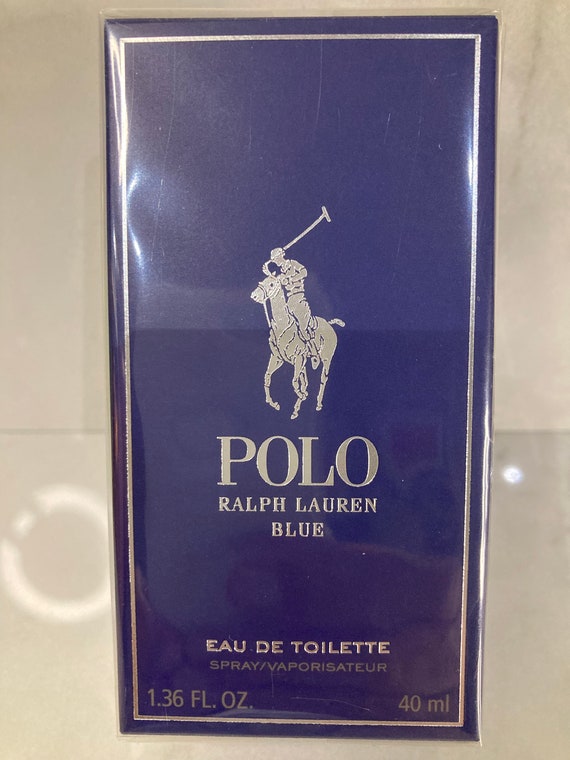 POLO
RALPH LAUREN
BLUE
EAU DE TOILETTE
SPRAY/VAPORISATEUR
1.36 FL. OZ. 40 ml